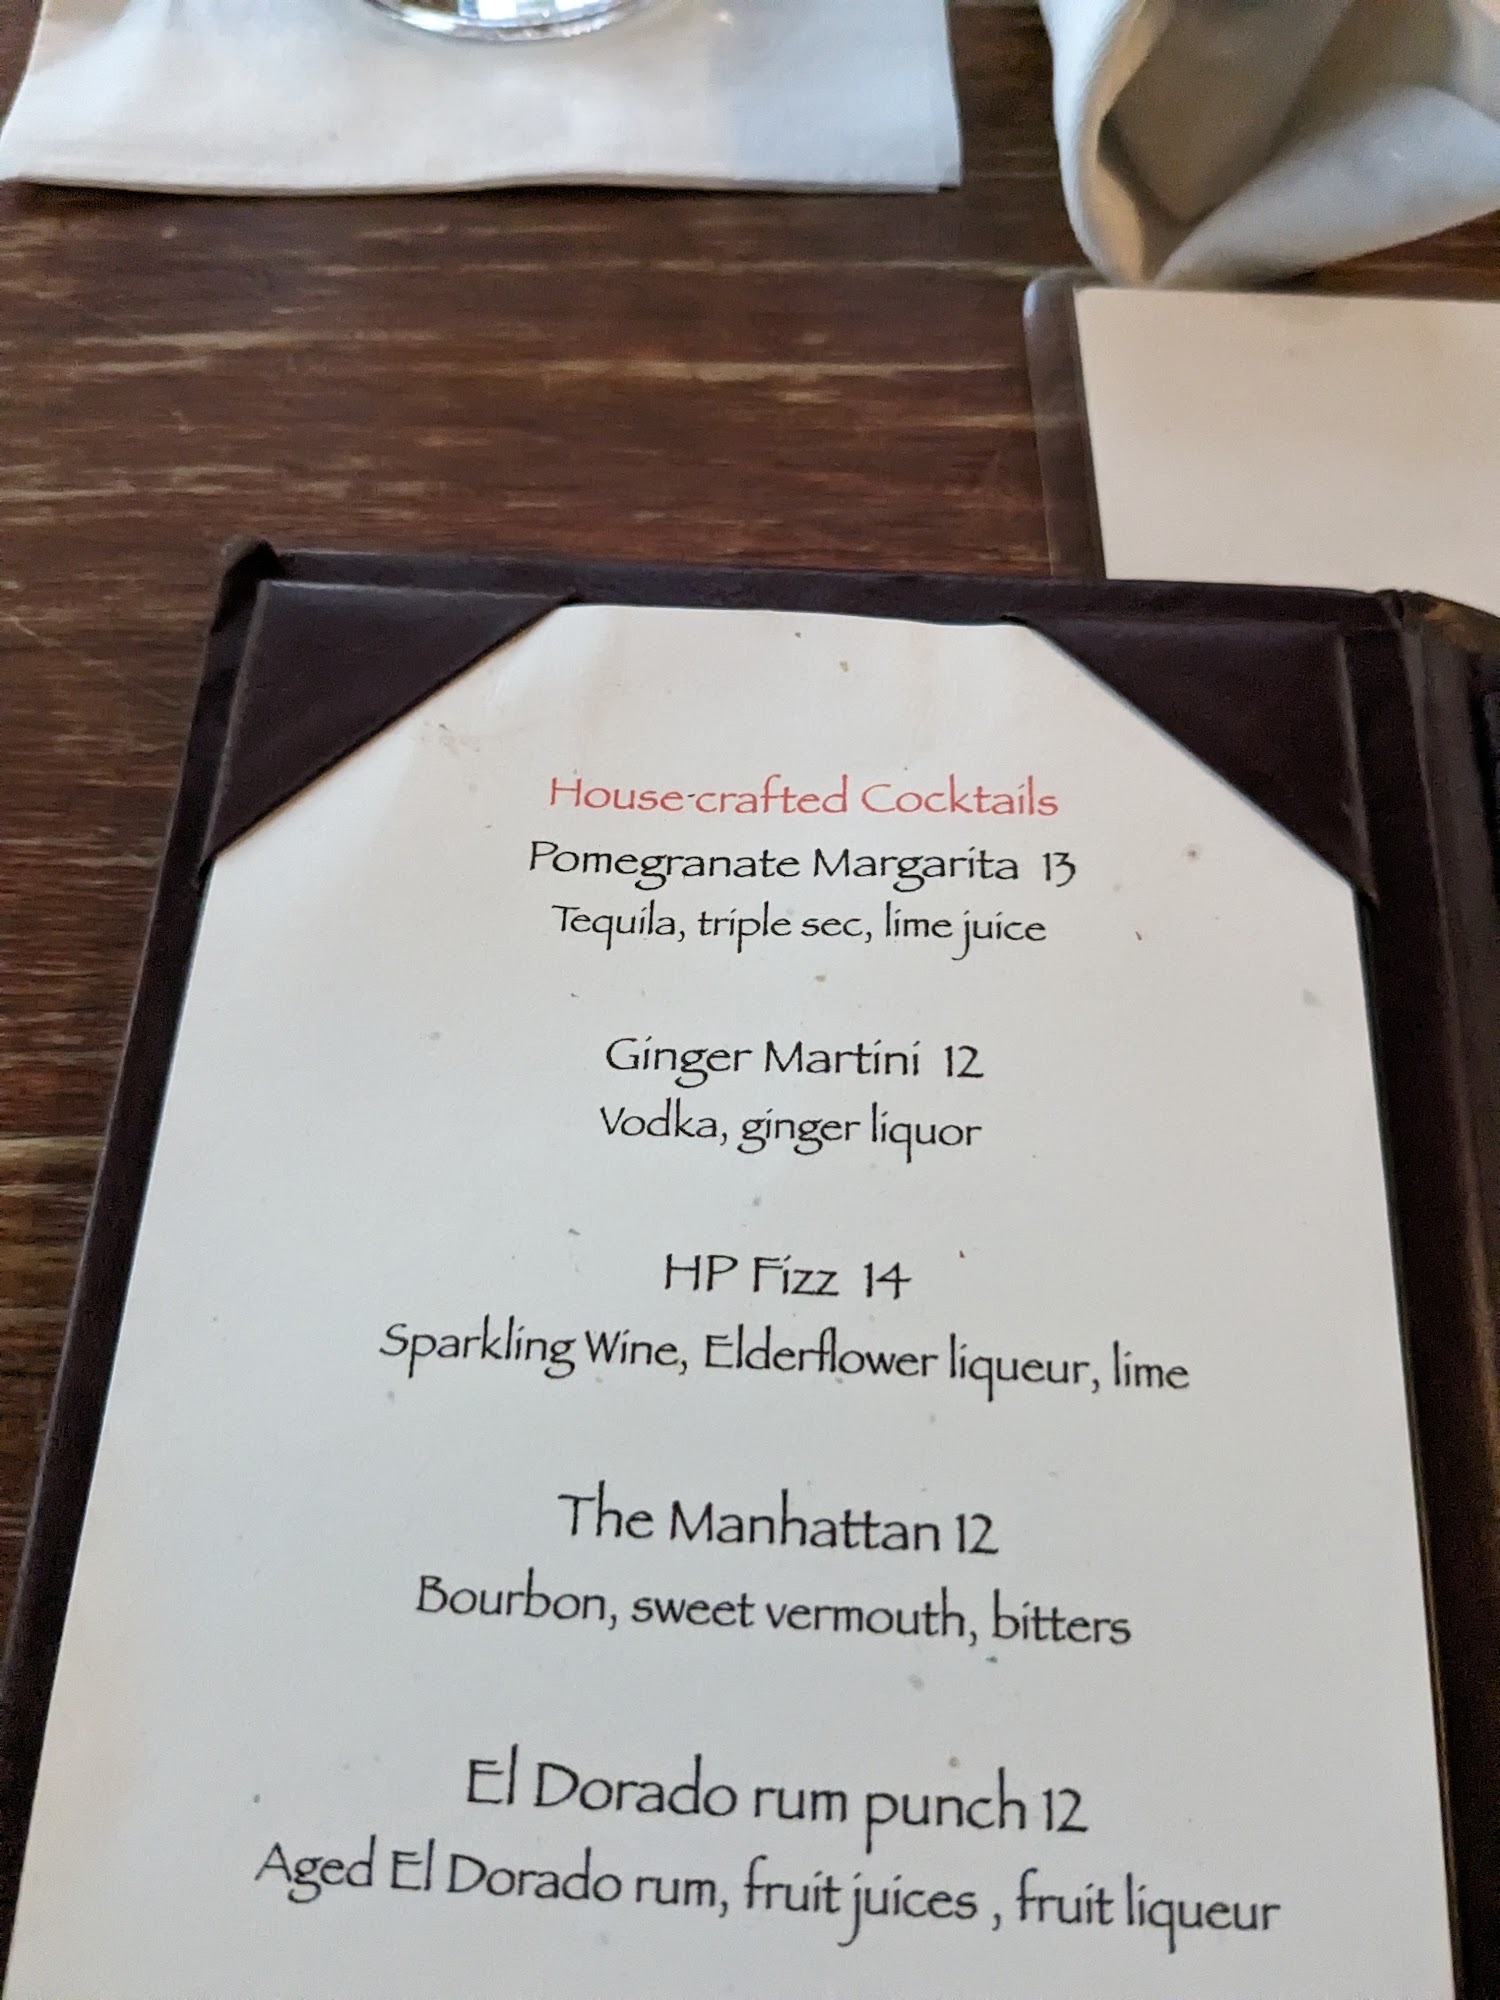 House-crafted Cocktails
Pomegranate Margarita 13
Tequila, triple sec, lime juice
Ginger Martini 12
Vodka, ginger liquor
HP Fizz 14
Sparkling Wine, Elderflower liqueur, lime
The Manhattan 12
Bourbon, sweet vermouth, bitters
El Dorado rum punch 12
Aged El Dorado rum, fruit juices , fruit liqueur